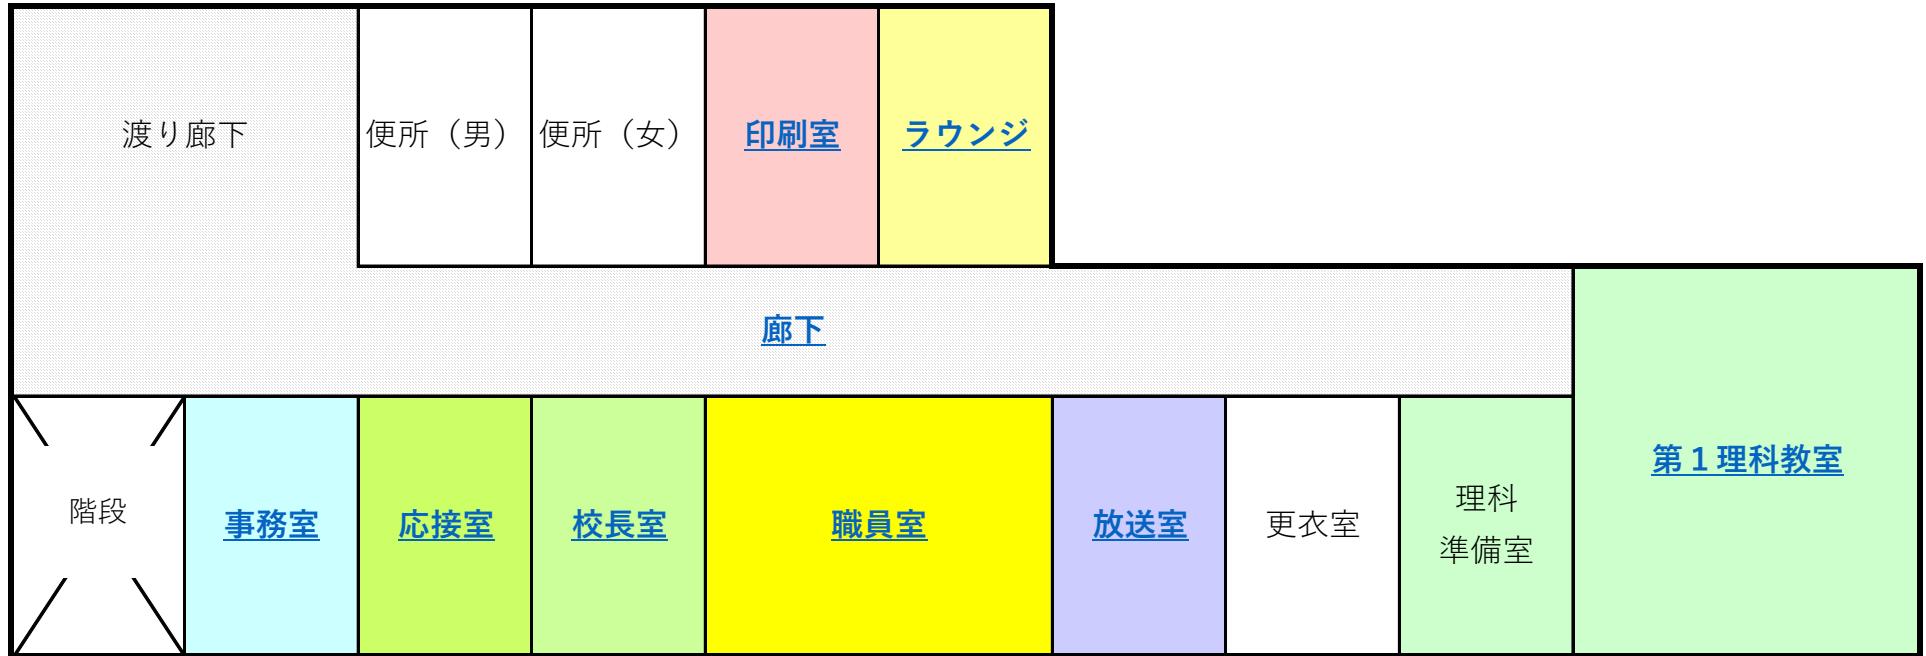 渡り廊下
便所（男）
便所（女）
印刷室
ラウンジ
廊下
階段
事務室
応接室
校長室
職員室
放送室
更衣室
理科
準備室
第１理科教室